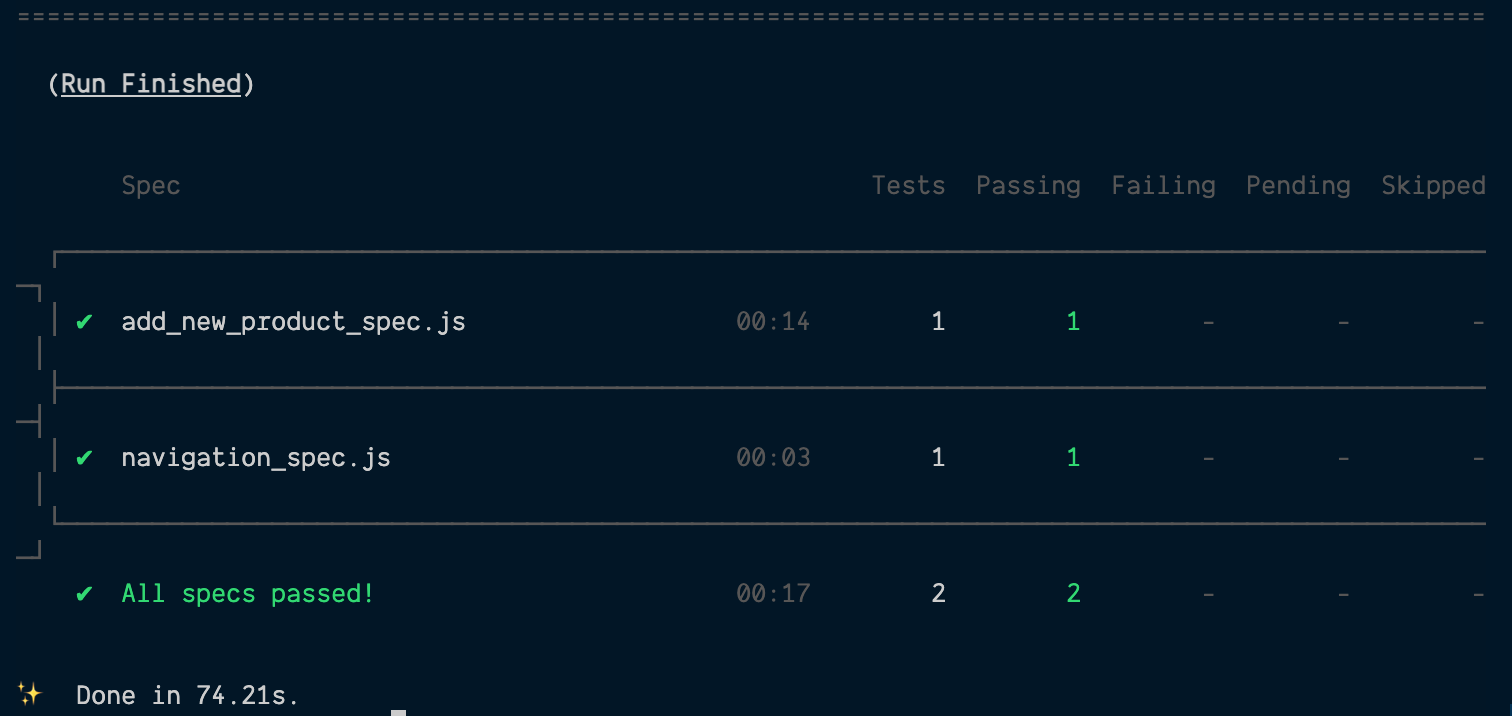 ====================================================================================================
(Run Finished)
Spec Tests Passing Failing Pending Skipped
✔ add_new_product_spec.js 00:14 1 1 - - -
✔ navigation_spec.js 00:03 1 1 - - -
✔ All specs passed! 00:17 2 2 - - -
✨ Done in 74.21s.